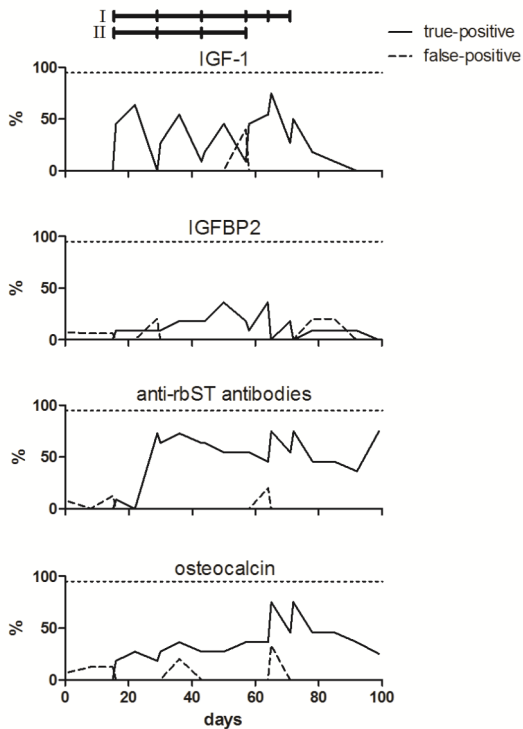 I
II
true-positive
false-positive
IGF-1
100
50
0
%
IGFBP2
100
50
0
%
anti-rbST antibodies
100
50
0
%
osteocalcin
100
50
0
%
0 20 40 60 80 100
days